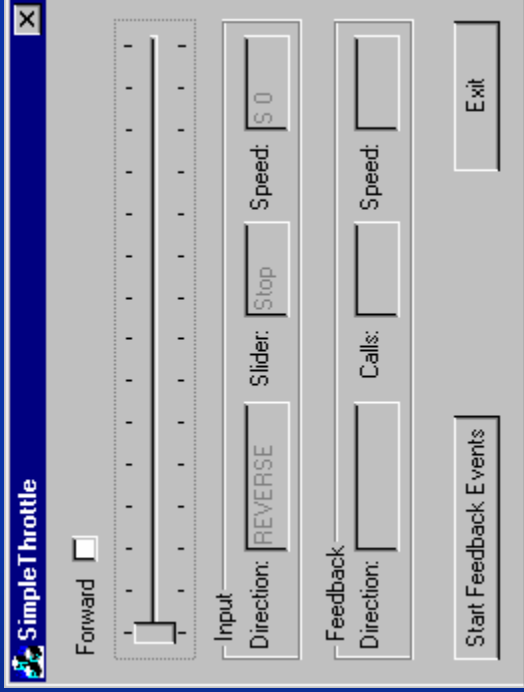 SimpleThrottle
Forward
Input
Direction: REVERSE Slider: Stop Speed: S 0
Feedback
Direction: Calls: Speed:
Start Feedback Events Exit